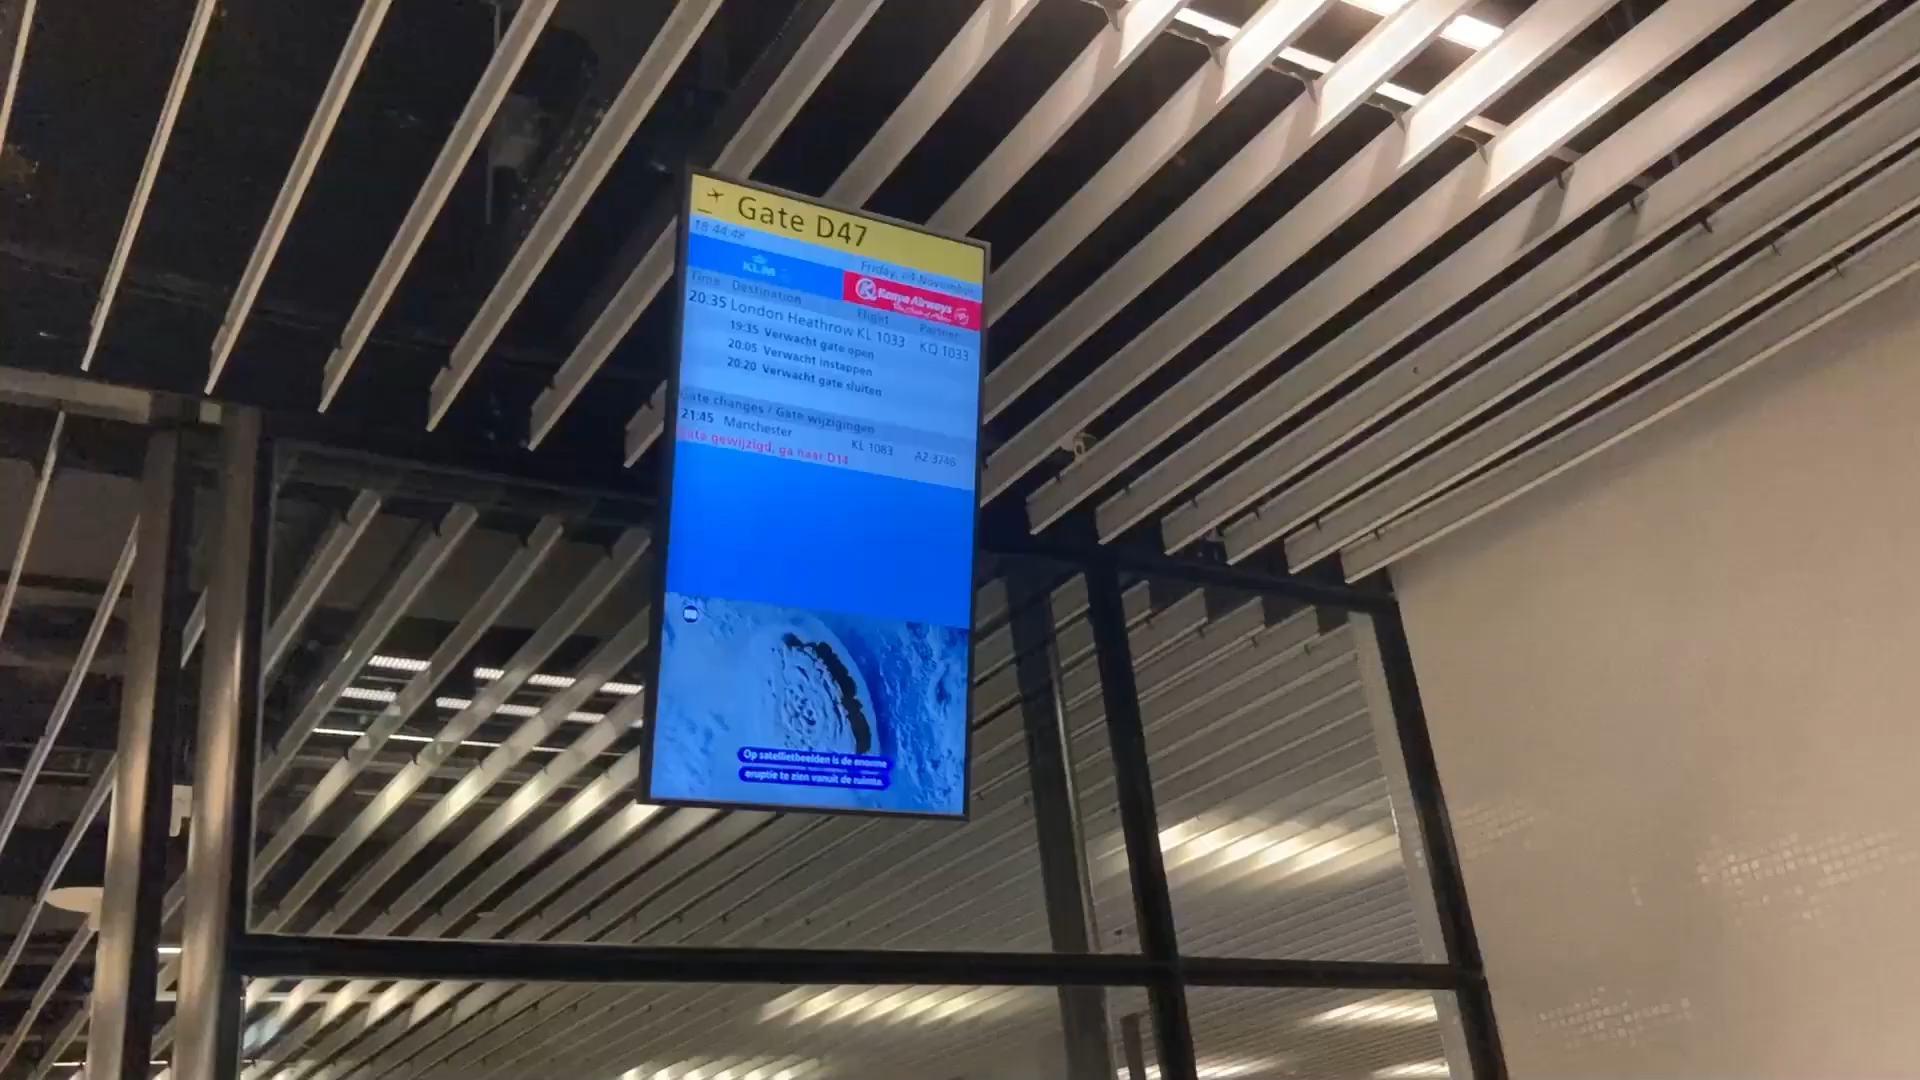 Gate D47
18:44:48
Friday, 04 November
KLM
Kenya Airways
Time Destination Flight Partner
20:35 London Heathrow KL 1033 KQ 1033
19:35 Verwacht gate open
20:05 Verwacht instappen
20:20 Verwacht gate sluiten
Gate changes / Gate wijzigingen
21:45 Manchester KL 1083 AZ 3746
Gate gewijzigd, ga naar D14
Op satellietbeelden is de enorme
eruptie te zien vanuit de ruimte.